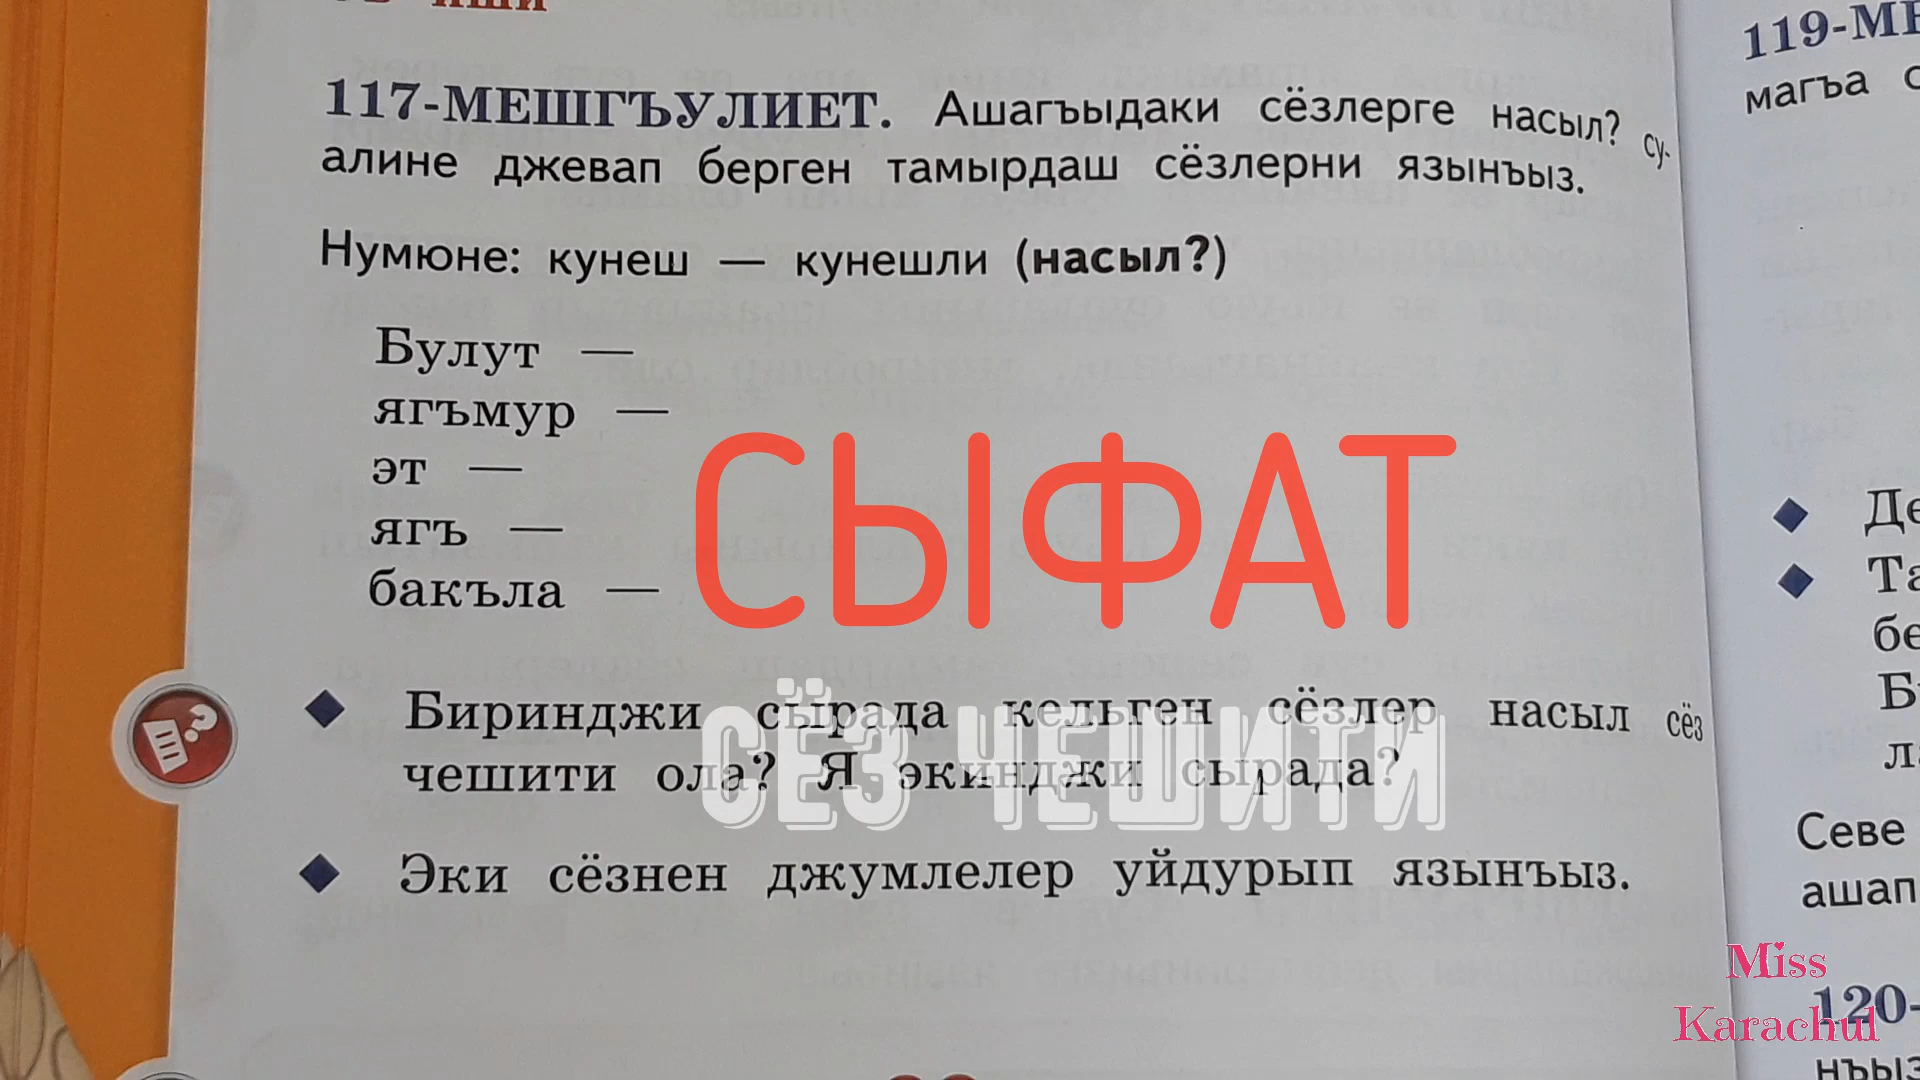 117-МЕШГЪУЛИЕТ. Ашагъыдаки сёзлерге насыл? су-
алине джевап берген тамырдаш сёзлерни язынъыз.
Нумюне: кунеш — кунешли (насыл?)
Булут —
ягъмур —
эт —
ягъ —
бакъла —
СЫФАТ
Биринджи сырада кельген сёзлер насыл сёз
чешити ола? Я экинджи сырада?
СЁЗ ЧЕШИТИ
Эки сёзнен джумлелер уйдурып язынъыз.
119-МЕ
магъа с
Де
Та
бе
Севе
ашап
Miss
Karachul
120-
нъыз